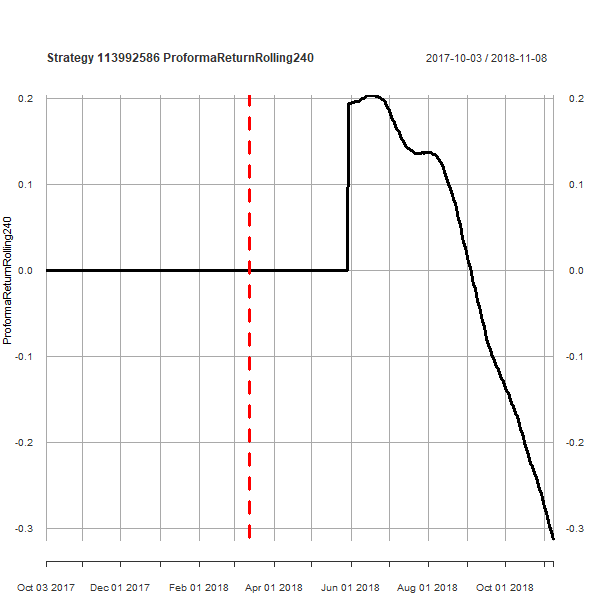 Strategy 113992586 ProformaReturnRolling240 2017-10-03 / 2018-11-08
0.2 0.2
0.1 0.1
0.0 0.0
-0.1 -0.1
-0.2 -0.2
-0.3 -0.3
ProformaReturnRolling240
Oct 03 2017 Dec 01 2017 Feb 01 2018 Apr 01 2018 Jun 01 2018 Aug 01 2018 Oct 01 2018